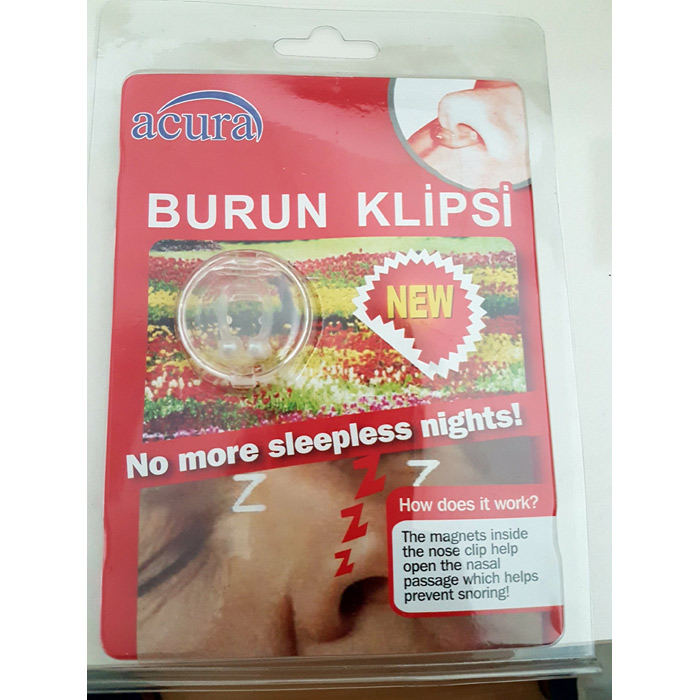 acura
BURUN KLİPSİ
NEW
No more sleepless nights!
Z Z
Z
Z
Z
How does it work?
The magnets inside
the nose clip help
open the nasal
passage which helps
prevent snoring!